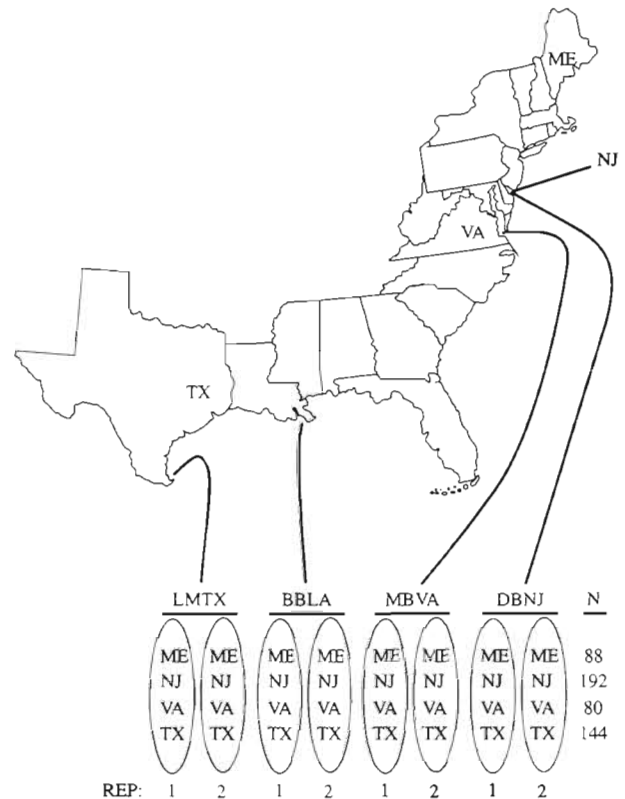 ME
NJ
VA
TX
LMTX BBLA MBVA DBNJ N
ME ME ME ME ME ME ME ME 88
NJ NJ NJ NJ NJ NJ NJ NJ 192
VA VA VA VA VA VA VA VA 80
TX TX TX TX TX TX TX TX 144
REP: 1 2 1 2 1 2 1 2